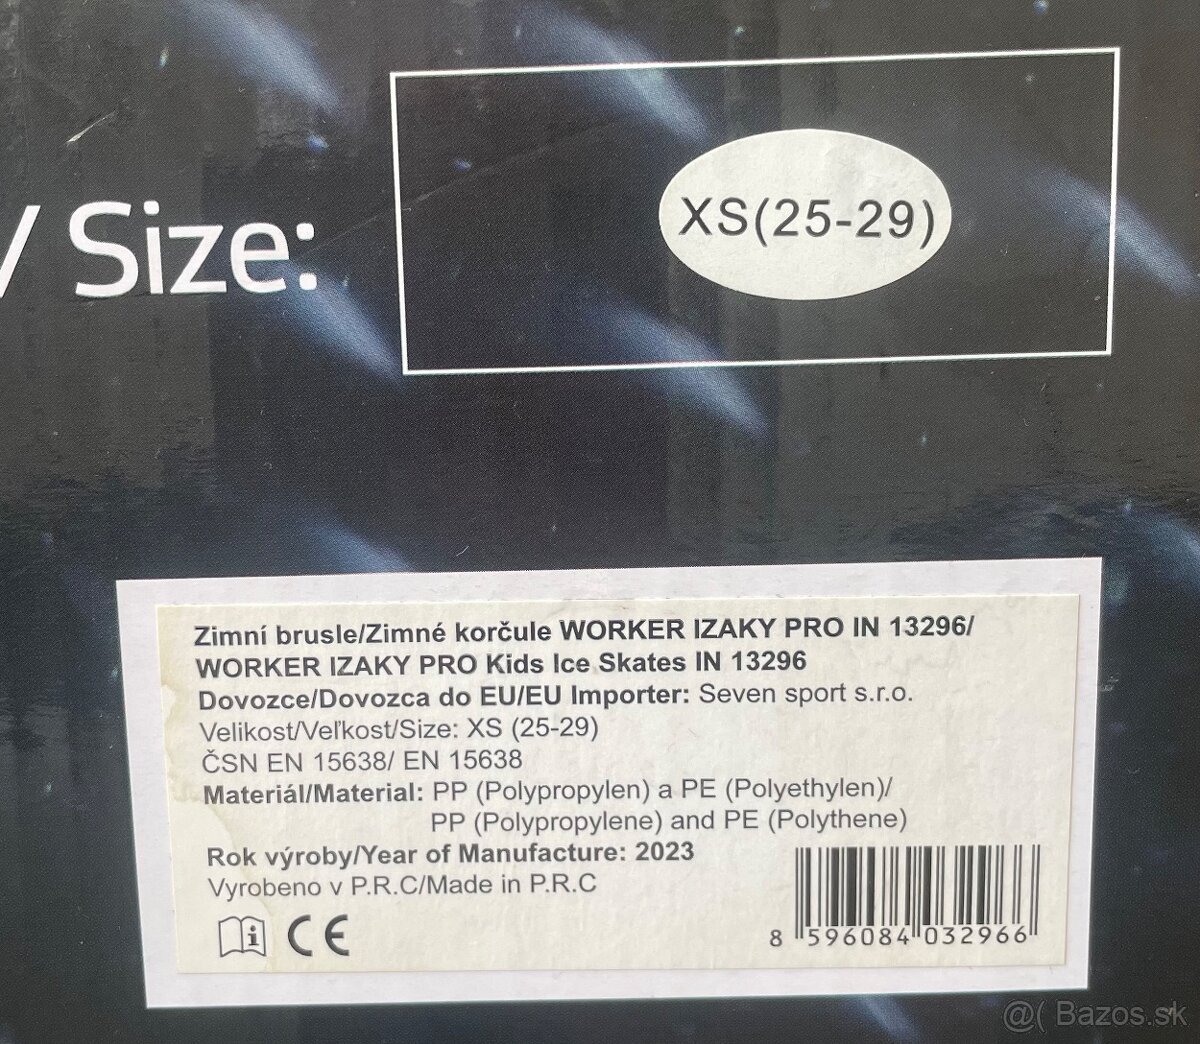 / Size:
XS(25-29)
Zimní brusle/Zimné korčule WORKER IZAKY PRO IN 13296/
WORKER IZAKY PRO Kids Ice Skates IN 13296
Dovozce/Dovozca do EU/EU Importer: Seven sport s.r.o.
Velikost/Veľkost/Size: XS (25-29)
ČSN EN 15638/ EN 15638
Materiál/Material: PP (Polypropylen) a PE (Polyethylen)/
PP (Polypropylene) and PE (Polythene)
Rok výroby/Year of Manufacture: 2023
Vyrobeno v P.R.C/Made in P.R.C
i CE
8 596084 032966
@( Bazos.sk